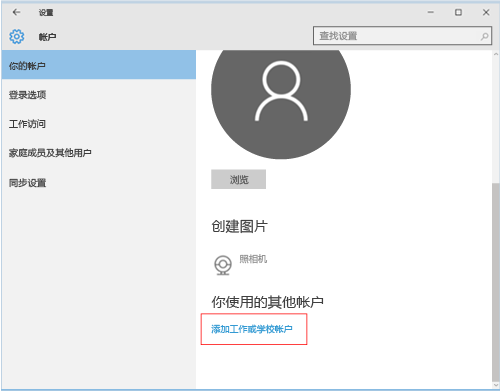 设置
帐户
查找设置
你的帐户
登录选项
工作访问
家庭成员及其他用户
同步设置
浏览
创建图片
照相机
你使用的其他帐户
添加工作或学校帐户